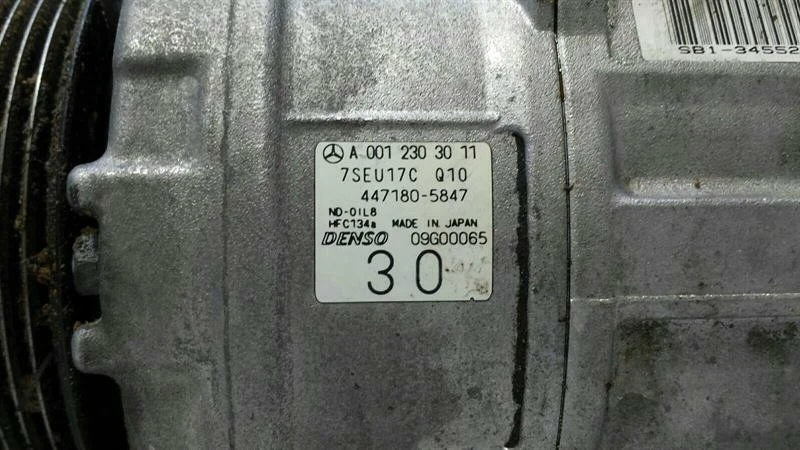 SB1-34552
A 001 230 30 11
7SEU17C Q10
447180-5847
ND-OIL8
HFC134a MADE IN JAPAN
DENSO 09G00065
30